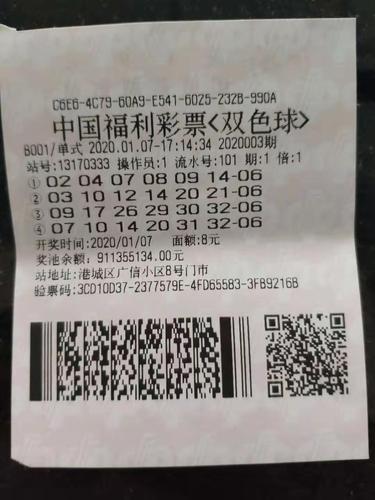 C6E6-4C79-60A9-E541-6025-232B-990A
中国福利彩票<双色球>
8001/单式 2020.01.07-17:14:34 2020003期
站号:13170333 操作员:1 流水号:101 期:1 倍:1
① 02 04 07 08 09 14-06
② 03 10 12 14 20 21-06
③ 09 17 26 29 30 32-06
④ 07 10 14 20 31 32-06
开奖时间:2020/01/07 面额:8元
奖池余额: 911355134.00元
站地址:港城区广信小区8号门市
验票码:3CD10D37-2377579E-4FD65583-3FB9216B